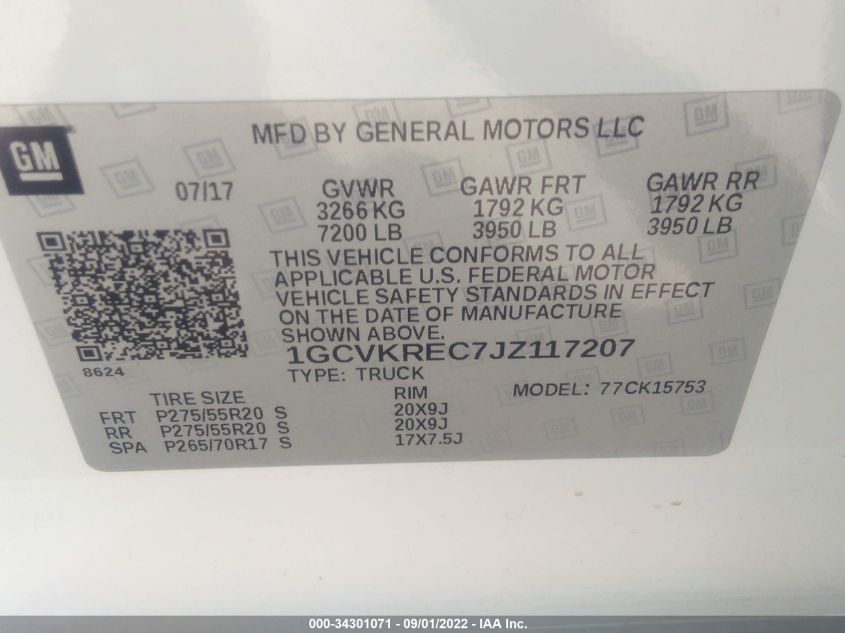 MFD BY GENERAL MOTORS LLC
GM
07/17
GVWR GAWR FRT GAWR RR
3266 KG 1792 KG 1792 KG
7200 LB 3950 LB 3950 LB
THIS VEHICLE CONFORMS TO ALL
APPLICABLE U.S. FEDERAL MOTOR
VEHICLE SAFETY STANDARDS IN EFFECT
ON THE DATE OF MANUFACTURE
SHOWN ABOVE.
1GCVKREC7JZ117207
8624
TYPE: TRUCK
TIRE SIZE RIM MODEL: 77CK15753
FRT P275/55R20 S 20X9J
RR P275/55R20 S 20X9J
SPA P265/70R17 S 17X7.5J
000-34301071 - 09/01/2022 - IAA Inc.